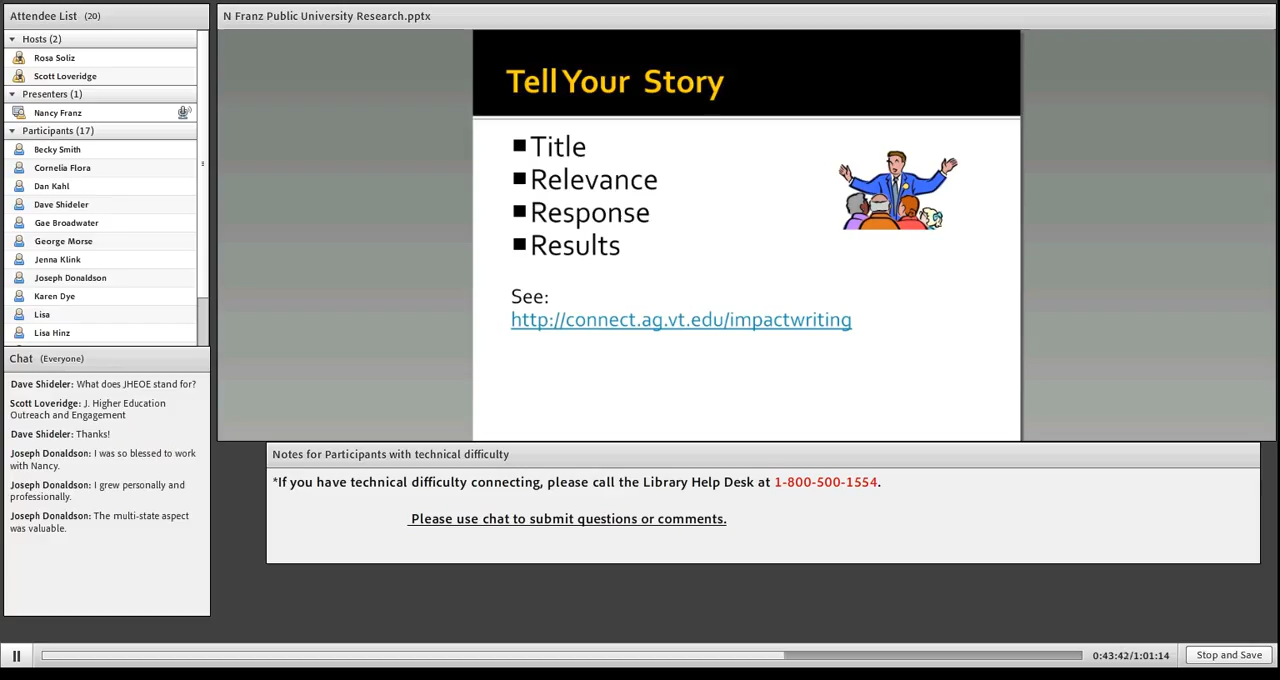 Attendee List (20)
Hosts (2)
Rosa Soliz
Scott Loveridge
Presenters (1)
Nancy Franz
Participants (17)
Becky Smith
Cornelia Flora
Dan Kahl
Dave Shideler
Gae Broadwater
George Morse
Jenna Klink
Joseph Donaldson
Karen Dye
Lisa
Lisa Hinz
Chat (Everyone)
Dave Shideler: What does JHEOE stand for?
Scott Loveridge: J. Higher Education
Outreach and Engagement
Dave Shideler: Thanks!
Joseph Donaldson: I was so blessed to work
with Nancy.
Joseph Donaldson: I grew personally and
professionally.
Joseph Donaldson: The multi-state aspect
was valuable.
N Franz Public University Research.pptx
Tell Your Story
Title
Relevance
Response
Results
See:
http://connect.ag.vt.edu/impactwriting
Notes for Participants with technical difficulty
*If you have technical difficulty connecting, please call the Library Help Desk at 1-800-500-1554.
Please use chat to submit questions or comments.
0:43:42/1:01:14
Stop and Save